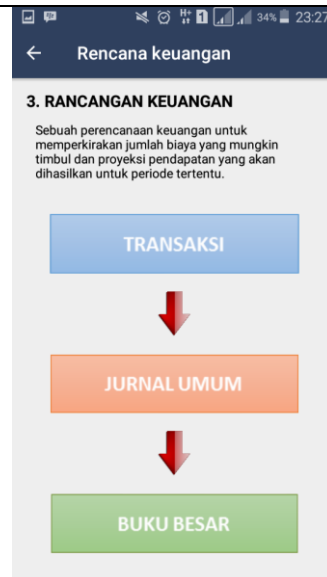 34% 23:27
Rencana keuangan
3. RANCANGAN KEUANGAN
Sebuah perencanaan keuangan untuk
memperkirakan jumlah biaya yang mungkin
timbul dan proyeksi pendapatan yang akan
dihasilkan untuk periode tertentu.
TRANSAKSI
JURNAL UMUM
BUKU BESAR